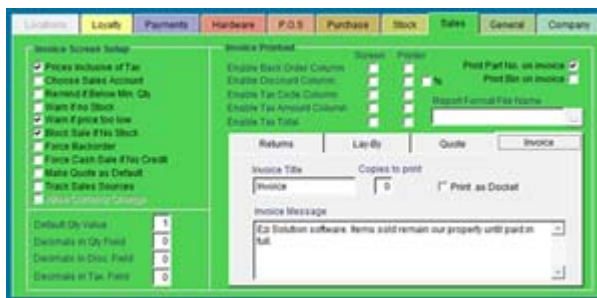 Locations Loyalty Payments Hardware P.O.S Purchase Stock Sales General Company
Invoice Screen Setup
Prices Inclusive of Tax
Choose Sales Account
Remind if Below Min. Qty
Warn if no Stock
Warn if price too low
Block Sale if No Stock
Force Backorder
Force Cash Sale if No Credit
Make Quote as Default
Track Sales Sources
Default Qty Value 1
Decimals in Qty Field 0
Decimals in Disc. Field 0
Decimals in Tax. Field 0
Invoice Printed
Screen Printer
Enable Back Order Column
Enable Discount Column %
Enable Tax Code Column
Enable Tax Amount Column
Enable Tax Total
Print Part No. on invoice
Print Bin on invoice
Report Format File Name
Returns Lay-By Quote Invoice
Invoice Title Copies to print
Invoice 0 Print as Docket
Invoice Message
Ezi Solution software. Items sold remain our property until paid in
full.